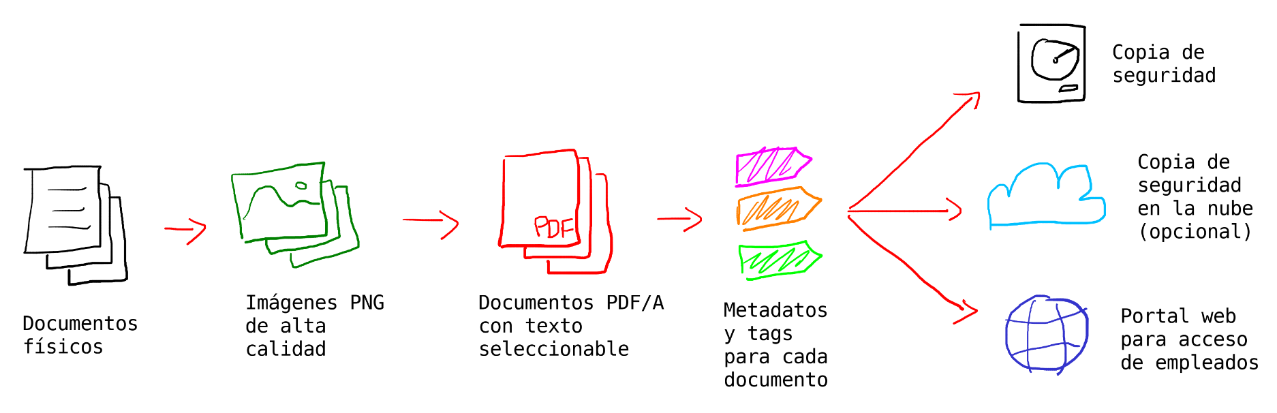 Documentos
físicos
Imágenes PNG
de alta
calidad
PDF
Documentos PDF/A
con texto
seleccionable
Metadatos
y tags
para cada
documento
Copia de
seguridad
Copia de
seguridad
en la nube
(opcional)
Portal web
para acceso
de empleados